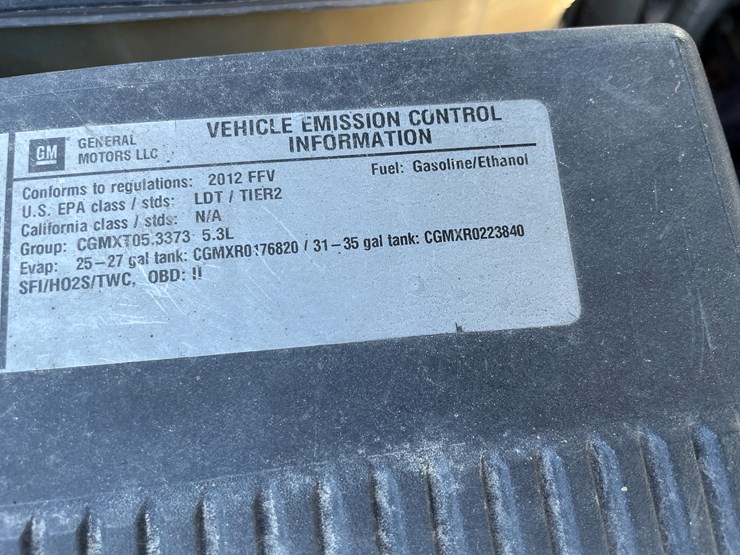 GM GENERAL MOTORS LLC
VEHICLE EMISSION CONTROL
INFORMATION
Conforms to regulations: 2012 FFV Fuel: Gasoline/Ethanol
U.S. EPA class / stds: LDT / TIER2
California class / stds: N/A
Group: CGMXT05.3373 5.3L
Evap: 25-27 gal tank: CGMXR0176820 / 31-35 gal tank: CGMXR0223840
SFI/HO2S/TWC, OBD: II